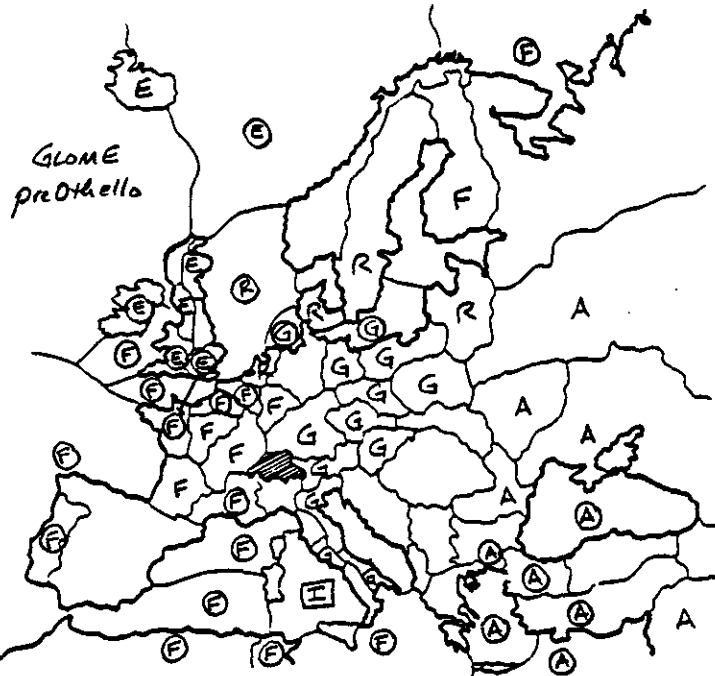 F
E
E
GLOME
preOthello
F
E
R
R
E E R R A
G G
F E E G G
F F F F G G
F F G G A
F G A
F G
F F G A
F A
F A
A
F I A
F F F A A
A